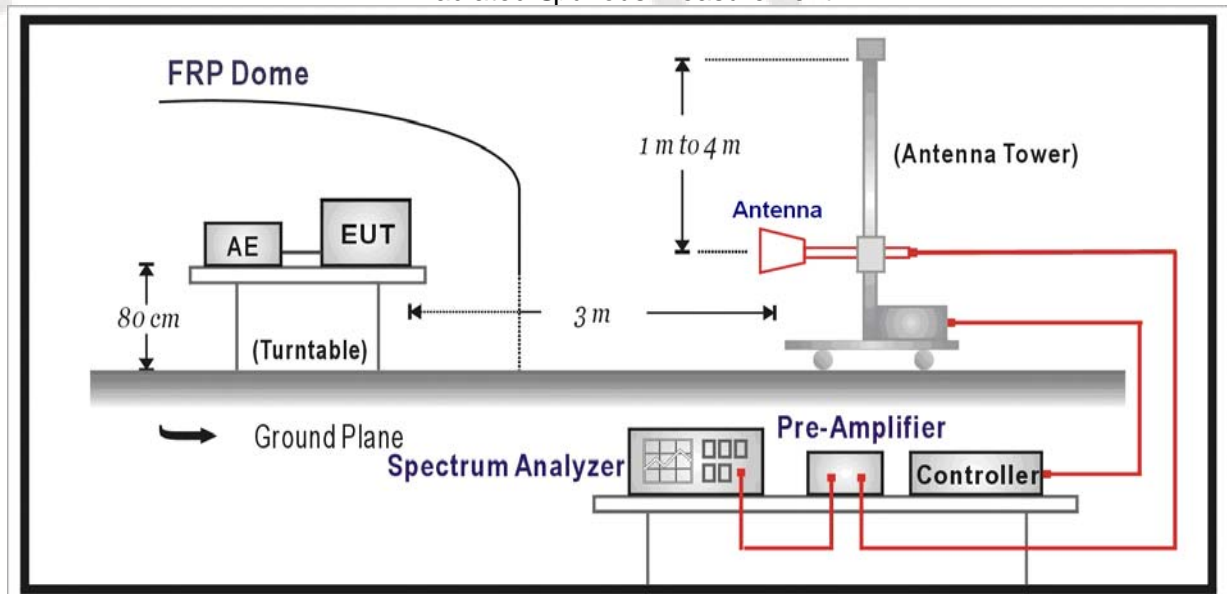 FRP Dome
1 m to 4 m
(Antenna Tower)
Antenna
AE
EUT
80 cm
3 m
(Turntable)
Ground Plane
Pre-Amplifier
Spectrum Analyzer
Controller